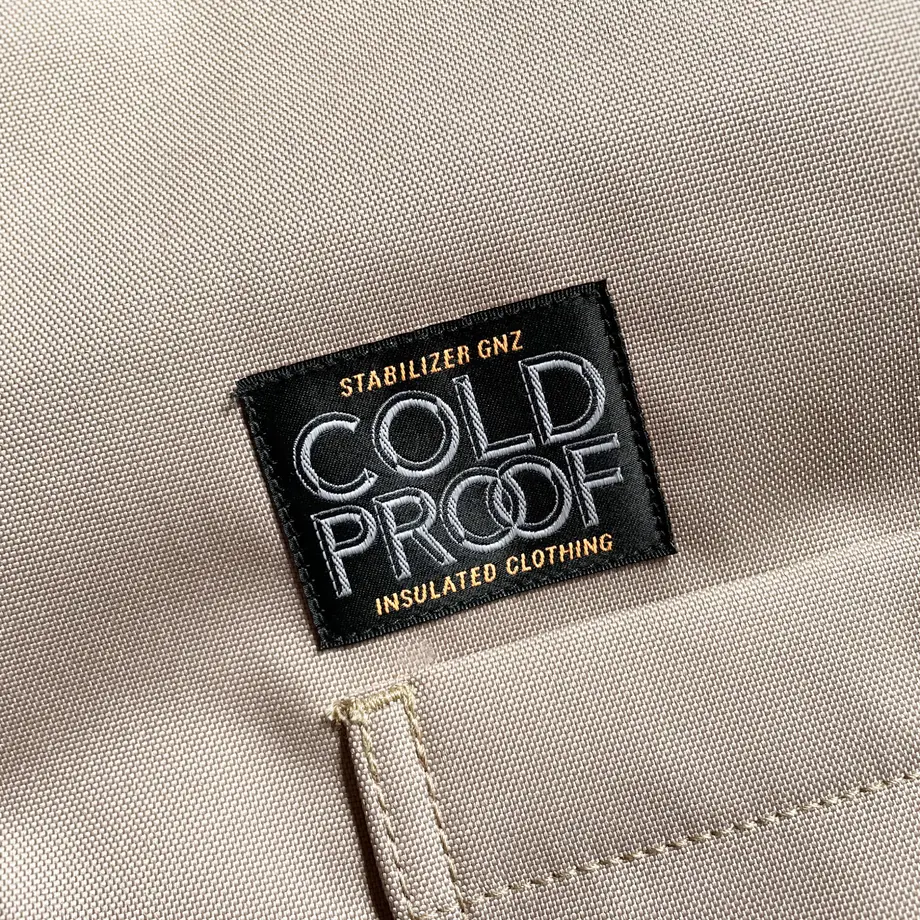 STABILIZER GNZ
COLD
PROOF
INSULATED CLOTHING